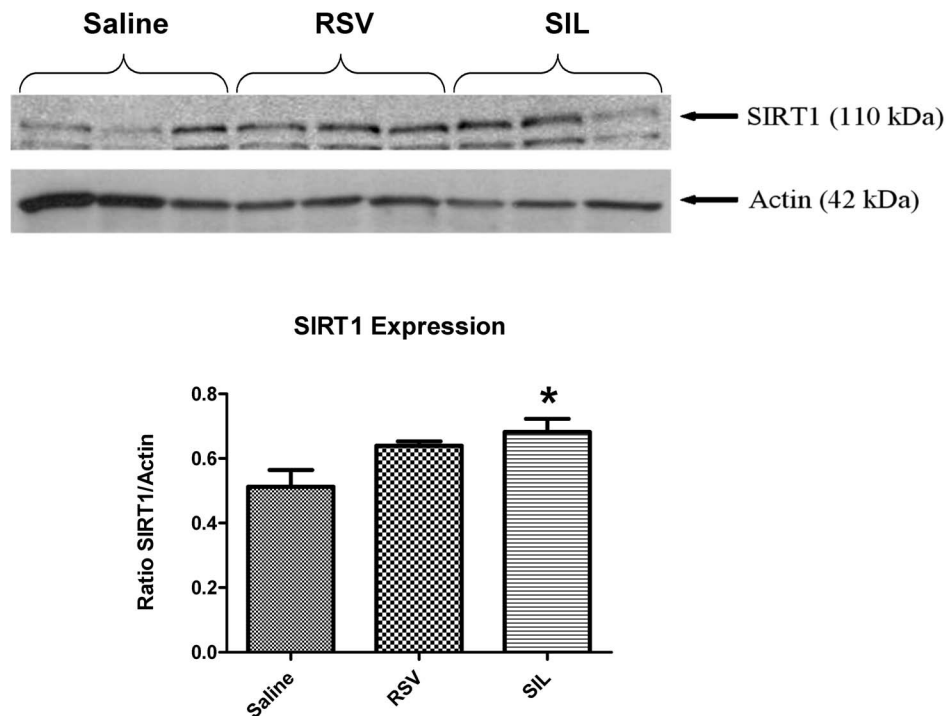 Saline RSV SIL
SIRT1 (110 kDa)
Actin (42 kDa)
SIRT1 Expression
*
0.8
0.6
0.4
0.2
0.0
Ratio SIRT1/Actin
Saline RSV SIL